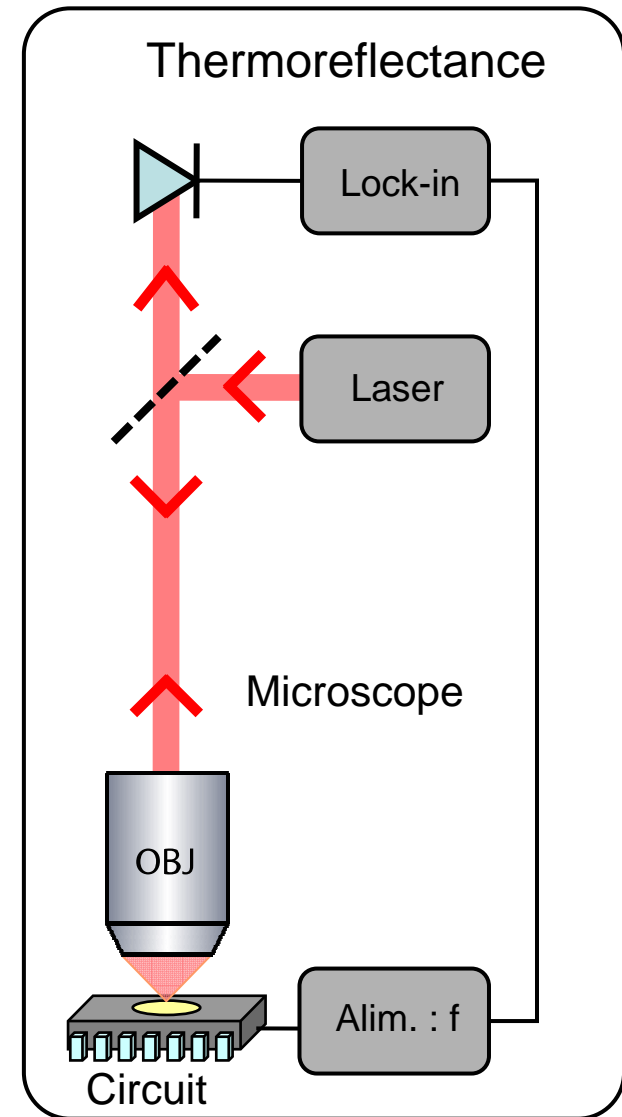 Thermoreflectance
Lock-in
Laser
Microscope
OBJ
Alim. : f
Circuit